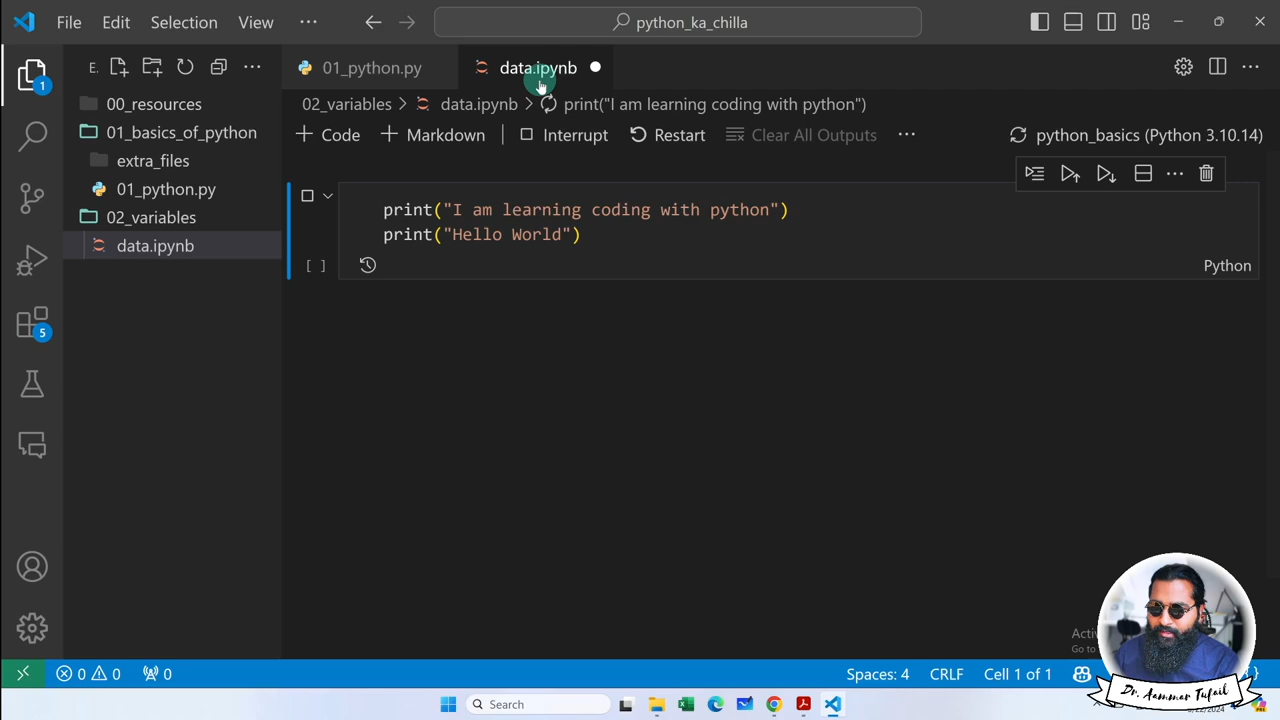 File Edit Selection View ··· python_ka_chilla
E. 01_python.py data.ipynb
1
00_resources
01_basics_of_python
extra_files
01_python.py
02_variables
data.ipynb
5
02_variables > data.ipynb > print("I am learning coding with python")
+ Code + Markdown Interrupt Restart Clear All Outputs ··· python_basics (Python 3.10.14)
print("I am learning coding with python")
print("Hello World")
[ ] Python
Dr. Aammar Tufail
0 0 0 Spaces: 4 CRLF Cell 1 of 1
Search